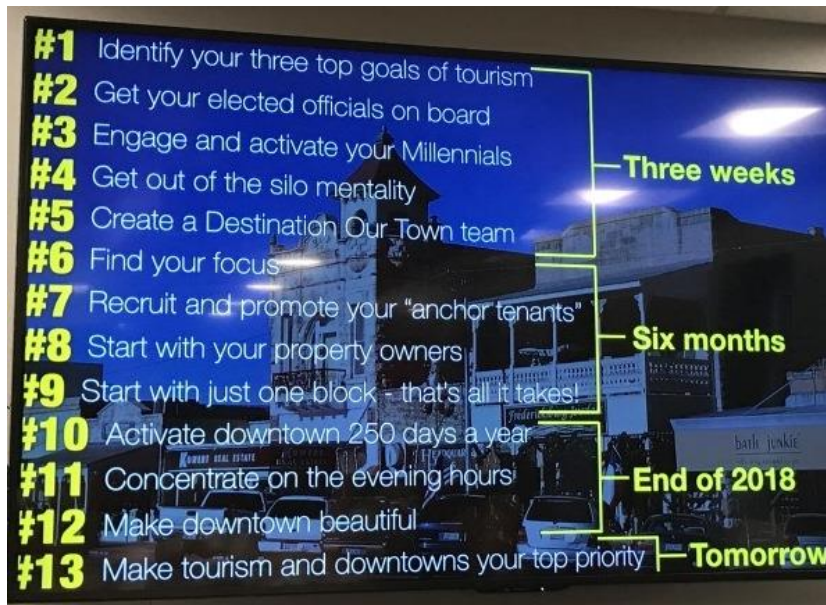 #1 Identify your three top goals of tourism
#2 Get your elected officials on board
#3 Engage and activate your Millennials
Three weeks
#4 Get out of the silo mentality
#5 Create a Destination Our Town team
#6 Find your focus
#7 Recruit and promote your “anchor tenants”
Six months
#8 Start with your property owners
#9 Start with just one block - that's all it takes!
#10 Activate downtown 250 days a year
bath junkie
#11 Concentrate on the evening hours
End of 2018
#12 Make downtown beautiful
#13 Make tourism and downtowns your top priority
Tomorrow